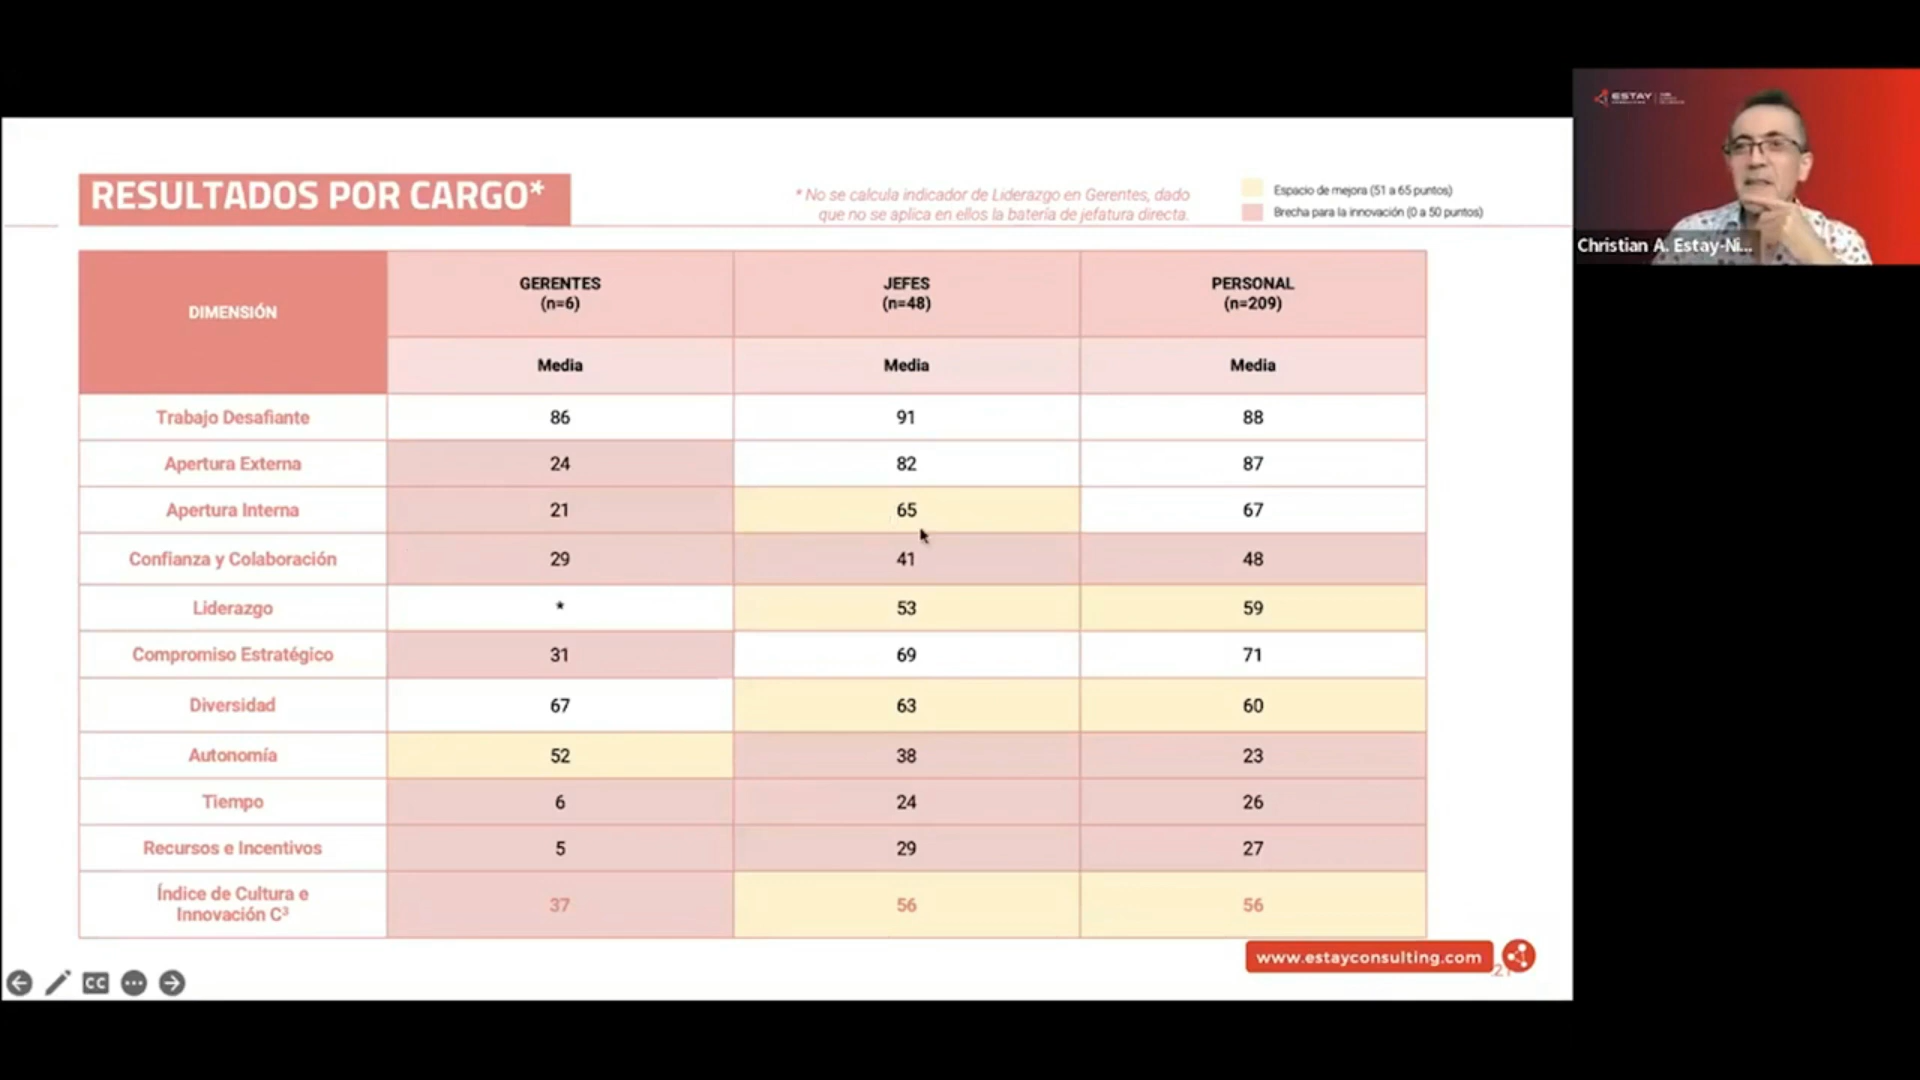 RESULTADOS POR CARGO*
* No se calcula indicador de Liderazgo en Gerentes, dado
que no se aplica en ellos la batería de jefatura directa.
Espacio de mejora (51 a 65 puntos)
Brecha para la innovación (0 a 50 puntos)
ESTAY
Christian A. Estay-Ni...
DIMENSIÓN
GERENTES
(n=6)
JEFES
(n=48)
PERSONAL
(n=209)
Media
Media
Media
Trabajo Desafiante 86 91 88
Apertura Externa 24 82 87
Apertura Interna 21 65 67
Confianza y Colaboración 29 41 48
Liderazgo * 53 59
Compromiso Estratégico 31 69 71
Diversidad 67 63 60
Autonomía 52 38 23
Tiempo 6 24 26
Recursos e Incentivos 5 29 27
Índice de Cultura e
Innovación C³ 37 56 56
www.estayconsulting.com
CC